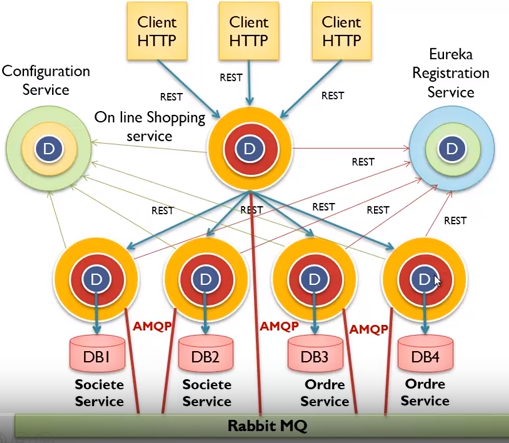 Client
HTTP
Client
HTTP
Client
HTTP
Configuration
Service
REST
REST
REST
Eureka
Registration
Service
On line Shopping
service
D
D
D
REST
REST
REST
REST
REST
D
D
D
D
AMQP
AMQP
AMQP
DB1
DB2
DB3
DB4
Societe
Service
Societe
Service
Ordre
Service
Ordre
Service
Rabbit MQ